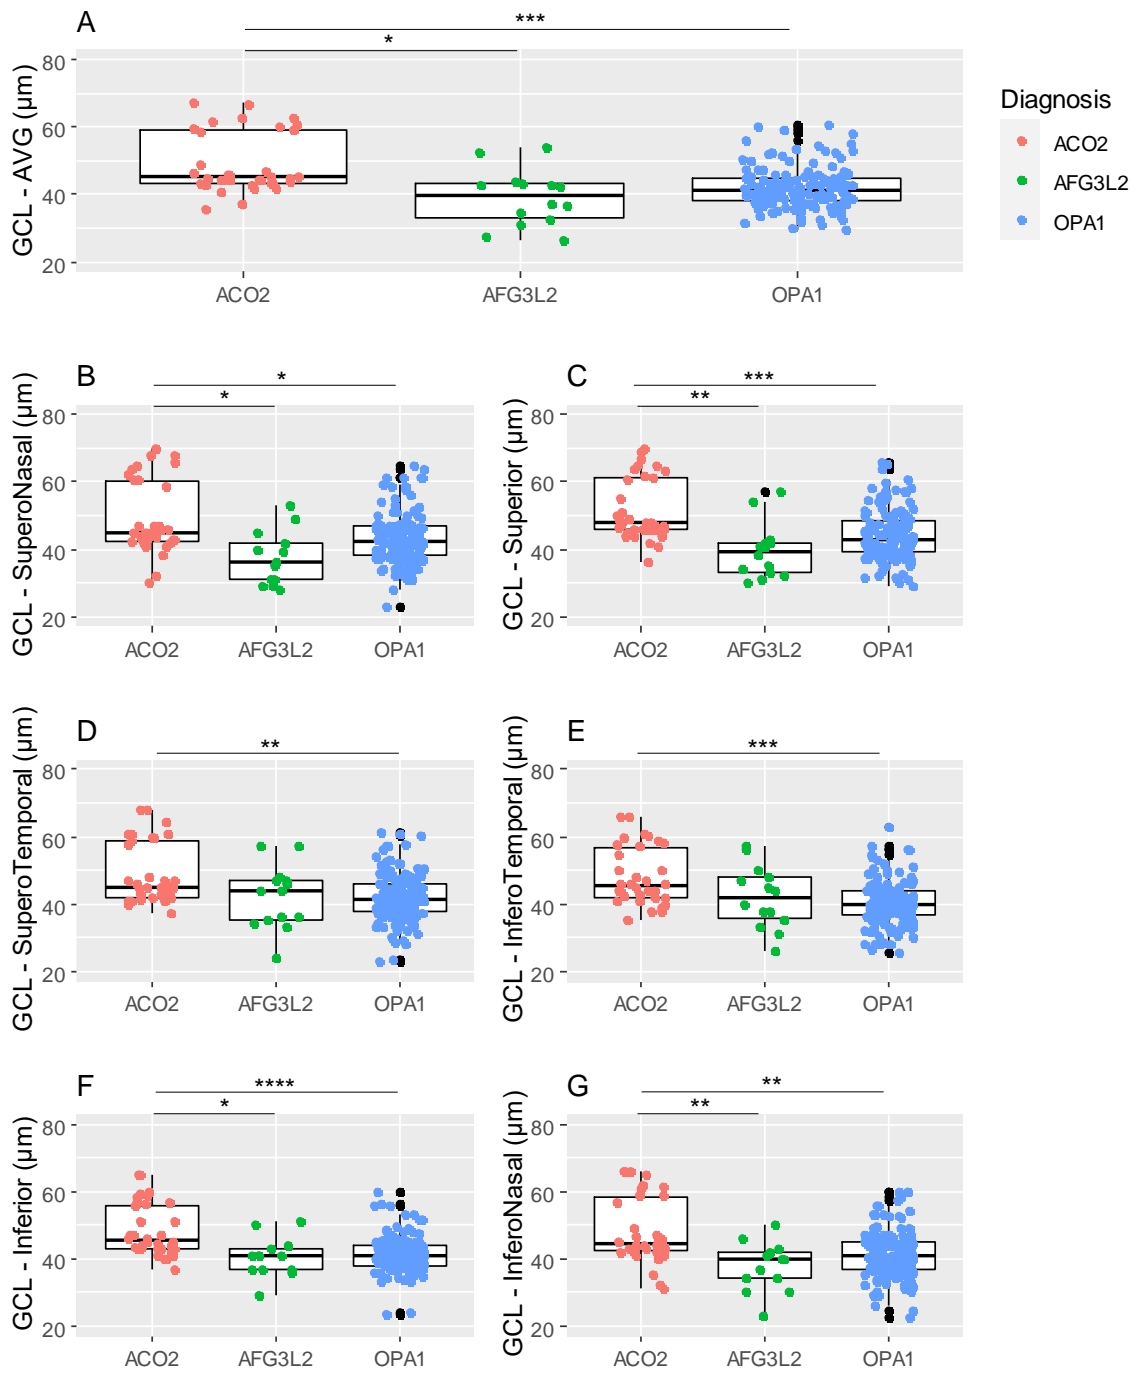 A
***
*
GCL - AVG (μm)
80
60
40
20
ACO2
AFG3L2
OPA1
Diagnosis
ACO2
AFG3L2
OPA1
B
*
*
GCL - SuperoNasal (μm)
80
60
40
20
ACO2
AFG3L2
OPA1
C
***
**
GCL - Superior (μm)
80
60
40
20
ACO2
AFG3L2
OPA1
D
**
GCL - SuperoTemporal (μm)
80
60
40
20
ACO2
AFG3L2
OPA1
E
***
GCL - InferoTemporal (μm)
80
60
40
20
ACO2
AFG3L2
OPA1
F
****
*
GCL - Inferior (μm)
80
60
40
20
ACO2
AFG3L2
OPA1
G
**
**
GCL - InferoNasal (μm)
80
60
40
20
ACO2
AFG3L2
OPA1